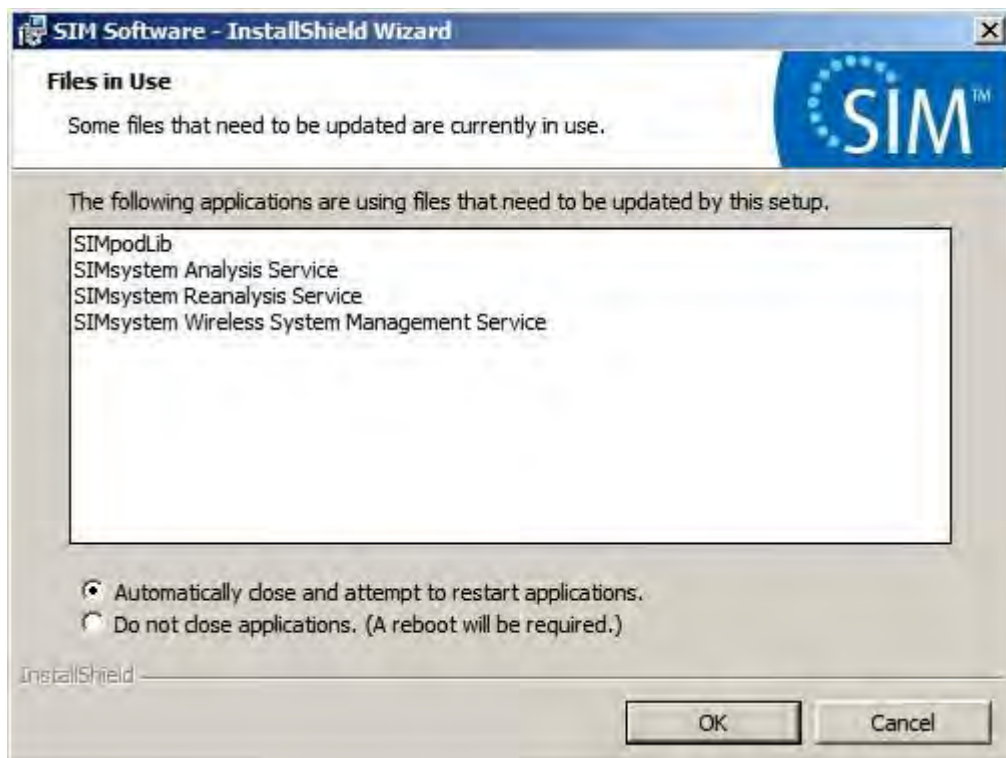 SIM Software - InstallShield Wizard
Files in Use
Some files that need to be updated are currently in use.
SIM™
The following applications are using files that need to be updated by this setup.
SIMpodLib
SIMsystem Analysis Service
SIMsystem Reanalysis Service
SIMsystem Wireless System Management Service
Automatically close and attempt to restart applications.
Do not close applications. (A reboot will be required.)
InstallShield
OK
Cancel